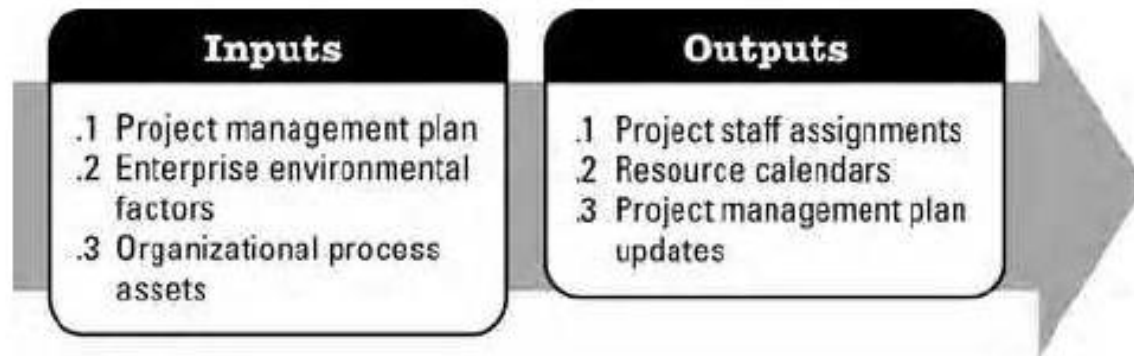 Inputs
.1 Project management plan
.2 Enterprise environmental
factors
.3 Organizational process
assets
Outputs
.1 Project staff assignments
.2 Resource calendars
.3 Project management plan
updates